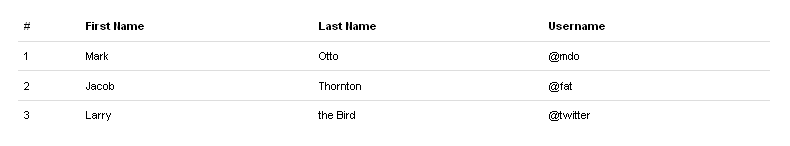 # First Name Last Name Username
1 Mark Otto @mdo
2 Jacob Thornton @fat
3 Larry the Bird @twitter